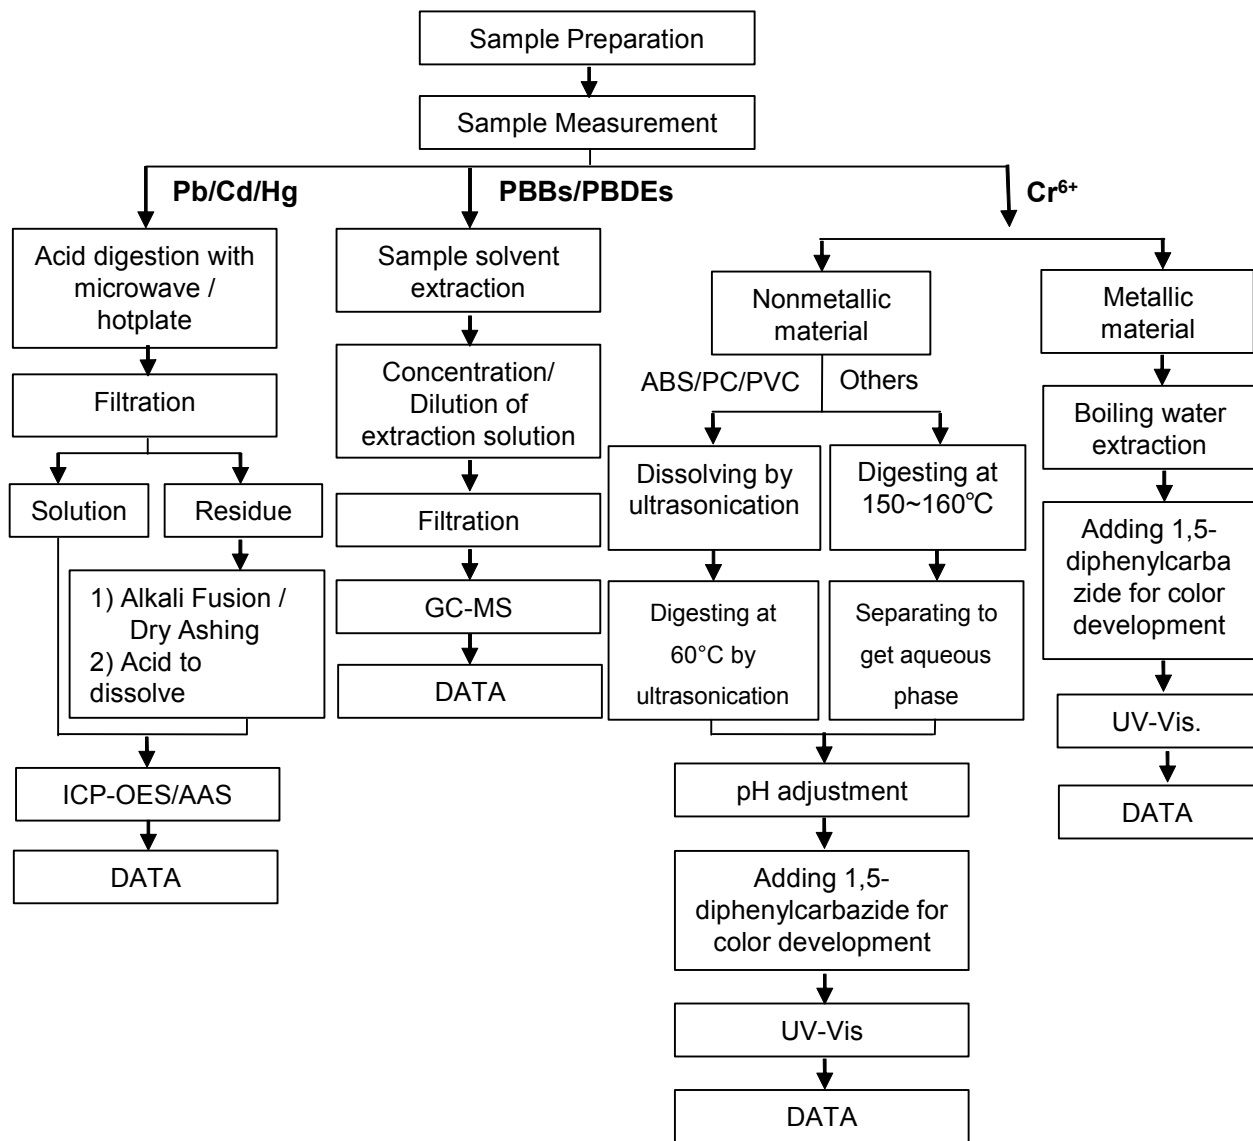 Sample Preparation
Sample Measurement
Pb/Cd/Hg
PBBs/PBDEs
Cr⁶⁺
Acid digestion with
microwave /
hotplate
Filtration
Solution
Residue
1) Alkali Fusion /
Dry Ashing
2) Acid to
dissolve
ICP-OES/AAS
DATA
Sample solvent
extraction
Concentration/
Dilution of
extraction solution
Filtration
GC-MS
DATA
Nonmetallic
material
ABS/PC/PVC
Others
Dissolving by
ultrasonication
Digesting at
60°C by
ultrasonication
Digesting at
150~160℃
Separating to
get aqueous
phase
pH adjustment
Adding 1,5-
diphenylcarbazide for
color development
UV-Vis
DATA
Metallic
material
Boiling water
extraction
Adding 1,5-
diphenylcarba
zide for color
development
UV-Vis.
DATA